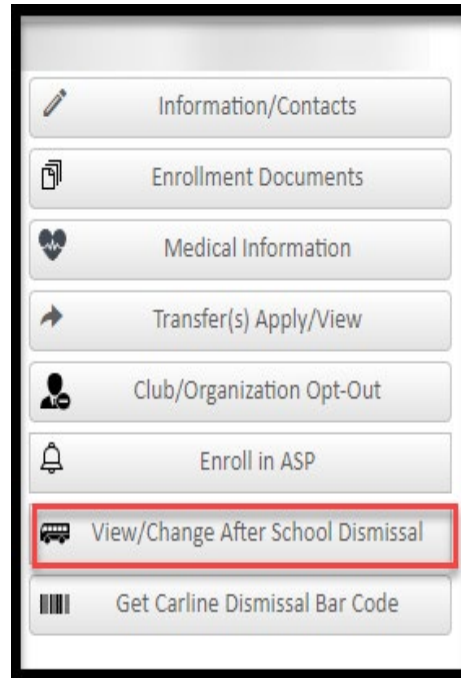 Information/Contacts
Enrollment Documents
Medical Information
Transfer(s) Apply/View
Club/Organization Opt-Out
Enroll in ASP
View/Change After School Dismissal
Get Carline Dismissal Bar Code